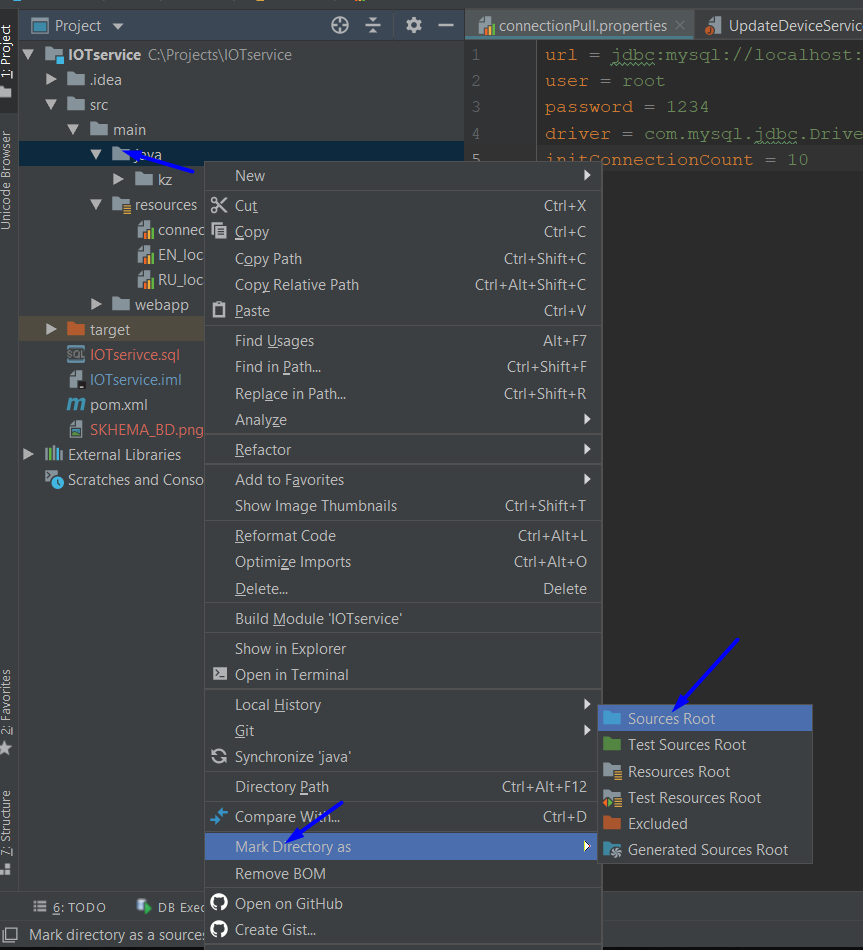 Project
IOTservice C:\Projects\IOTservice
.idea
src
main
java
kz
resources
connec
EN_loc
RU_loc
webapp
target
IOTserivce.sql
IOTservice.iml
pom.xml
SKHEMA_BD.png
External Libraries
Scratches and Conso
1: Project
Unicode Browser
2: Favorites
7: Structure
connectionPull.properties
UpdateDeviceServic
1 url = jdbc:mysql://localhost:
2 user = root
3 password = 1234
4 driver = com.mysql.jdbc.Drive
5 initConnectionCount = 10
New
Cut Ctrl+X
Copy Ctrl+C
Copy Path Ctrl+Shift+C
Copy Relative Path Ctrl+Alt+Shift+C
Paste Ctrl+V
Find Usages Alt+F7
Find in Path... Ctrl+Shift+F
Replace in Path... Ctrl+Shift+R
Analyze
Refactor
Add to Favorites
Show Image Thumbnails Ctrl+Shift+T
Reformat Code Ctrl+Alt+L
Optimize Imports Ctrl+Alt+O
Delete... Delete
Build Module 'IOTservice'
Show in Explorer
Open in Terminal
Local History
Git
Synchronize 'java'
Directory Path Ctrl+Alt+F12
Compare With... Ctrl+D
Mark Directory as
Remove BOM
Open on GitHub
Create Gist...
Sources Root
Test Sources Root
Resources Root
Test Resources Root
Excluded
Generated Sources Root
6: TODO
DB Exec
Mark directory as a sources